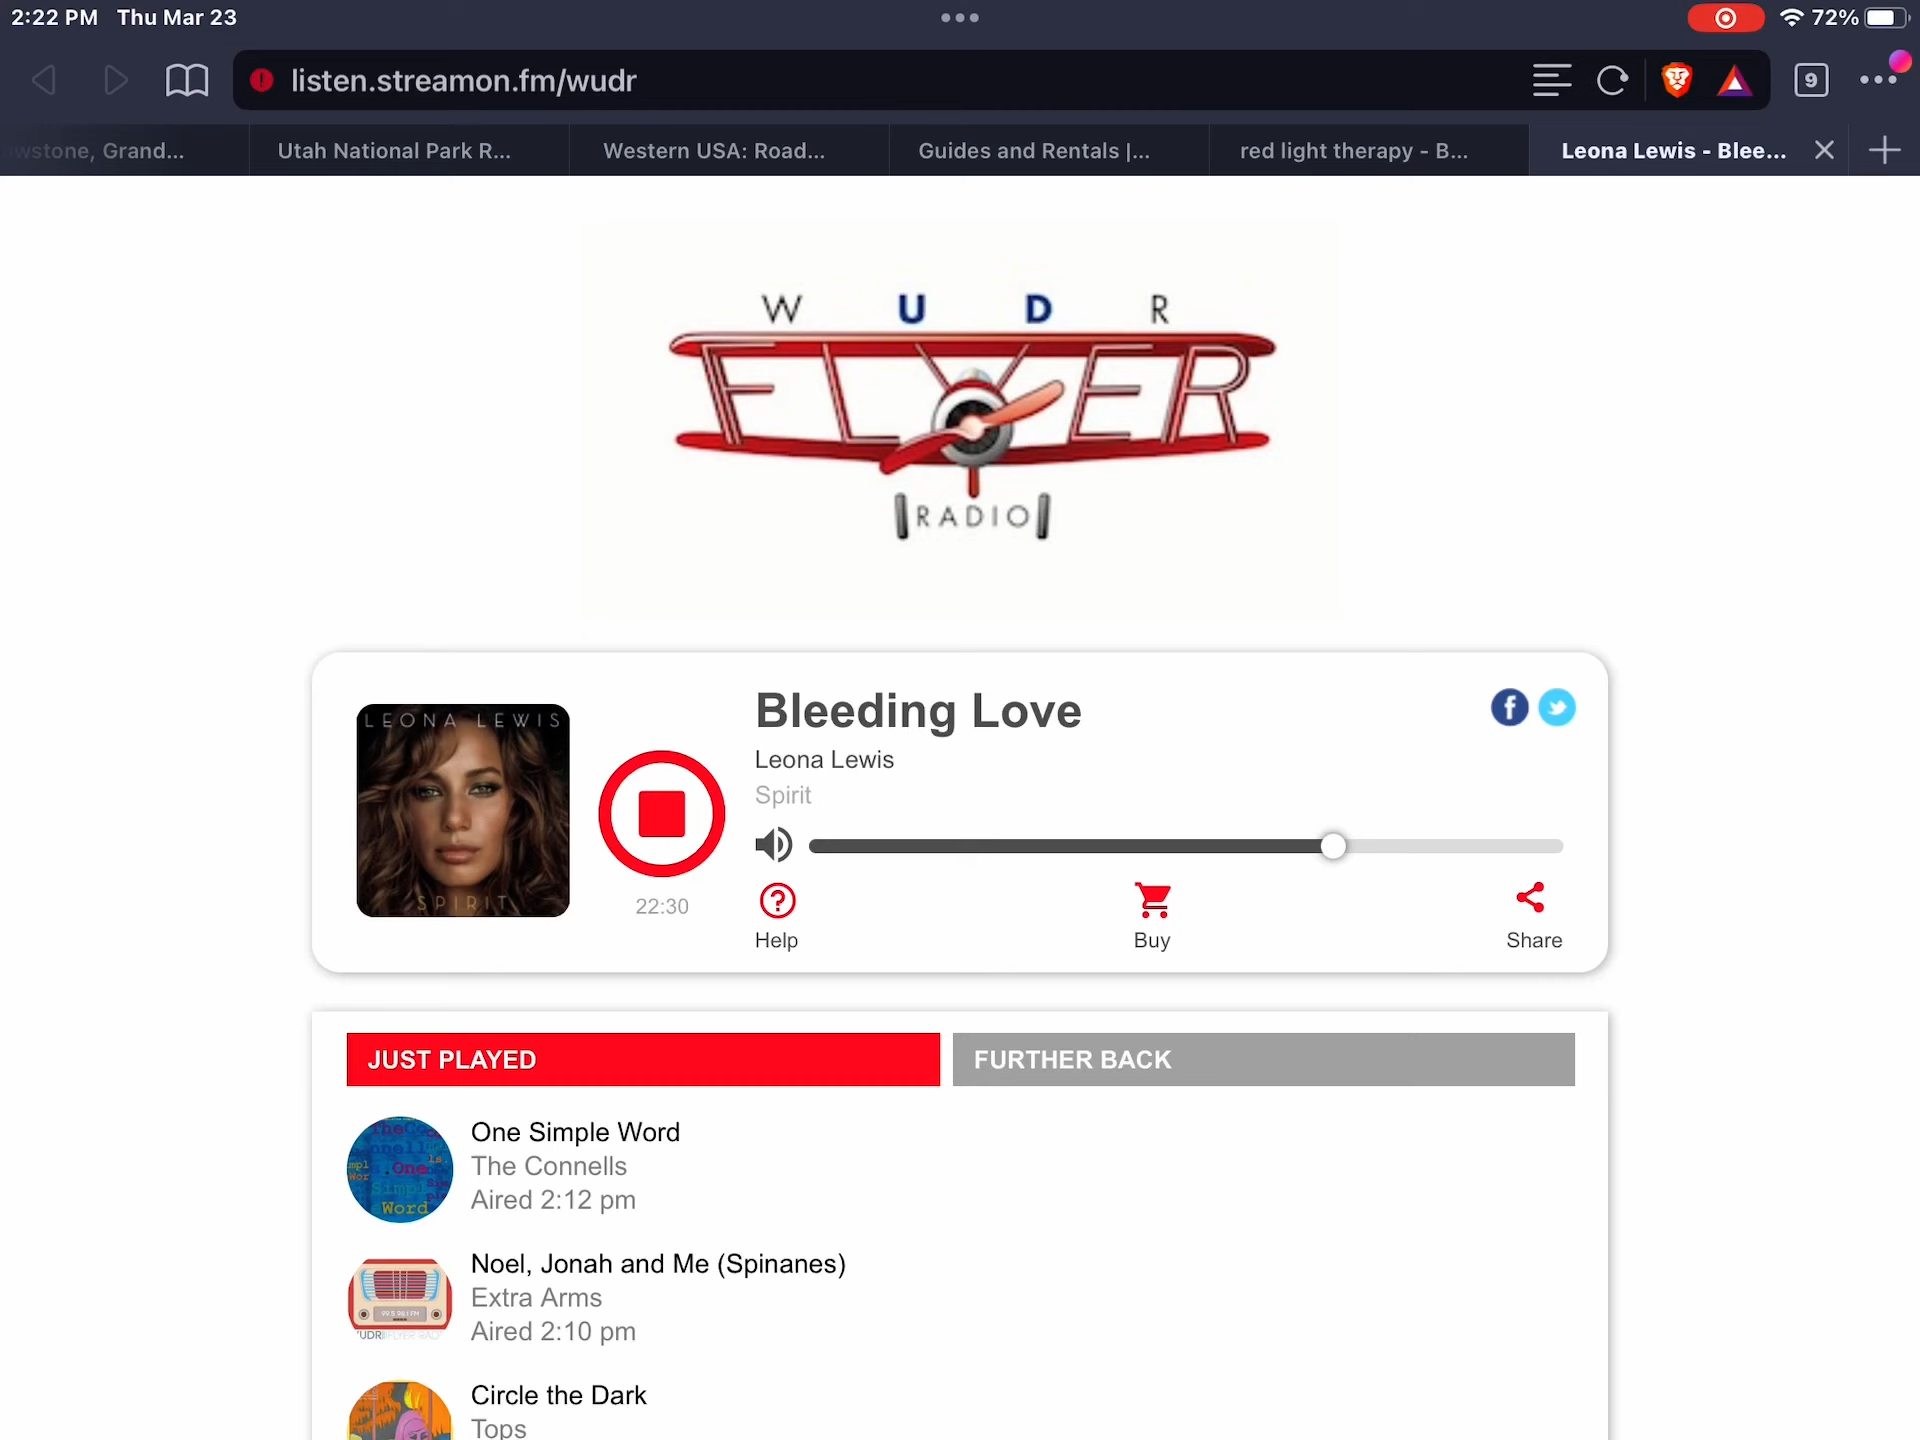 2:22 PM Thu Mar 23
72%
listen.streamon.fm/wudr
9
wstone, Grand...
Utah National Park R...
Western USA: Road...
Guides and Rentals |...
red light therapy - B...
Leona Lewis - Blee...
W U D R
FLYER
RADIO
LEONA LEWIS
SPIRIT
22:30
Bleeding Love
Leona Lewis
Spirit
Help
Buy
Share
JUST PLAYED
FURTHER BACK
One Simple Word
The Connells
Aired 2:12 pm
Noel, Jonah and Me (Spinanes)
Extra Arms
Aired 2:10 pm
Circle the Dark
Tops